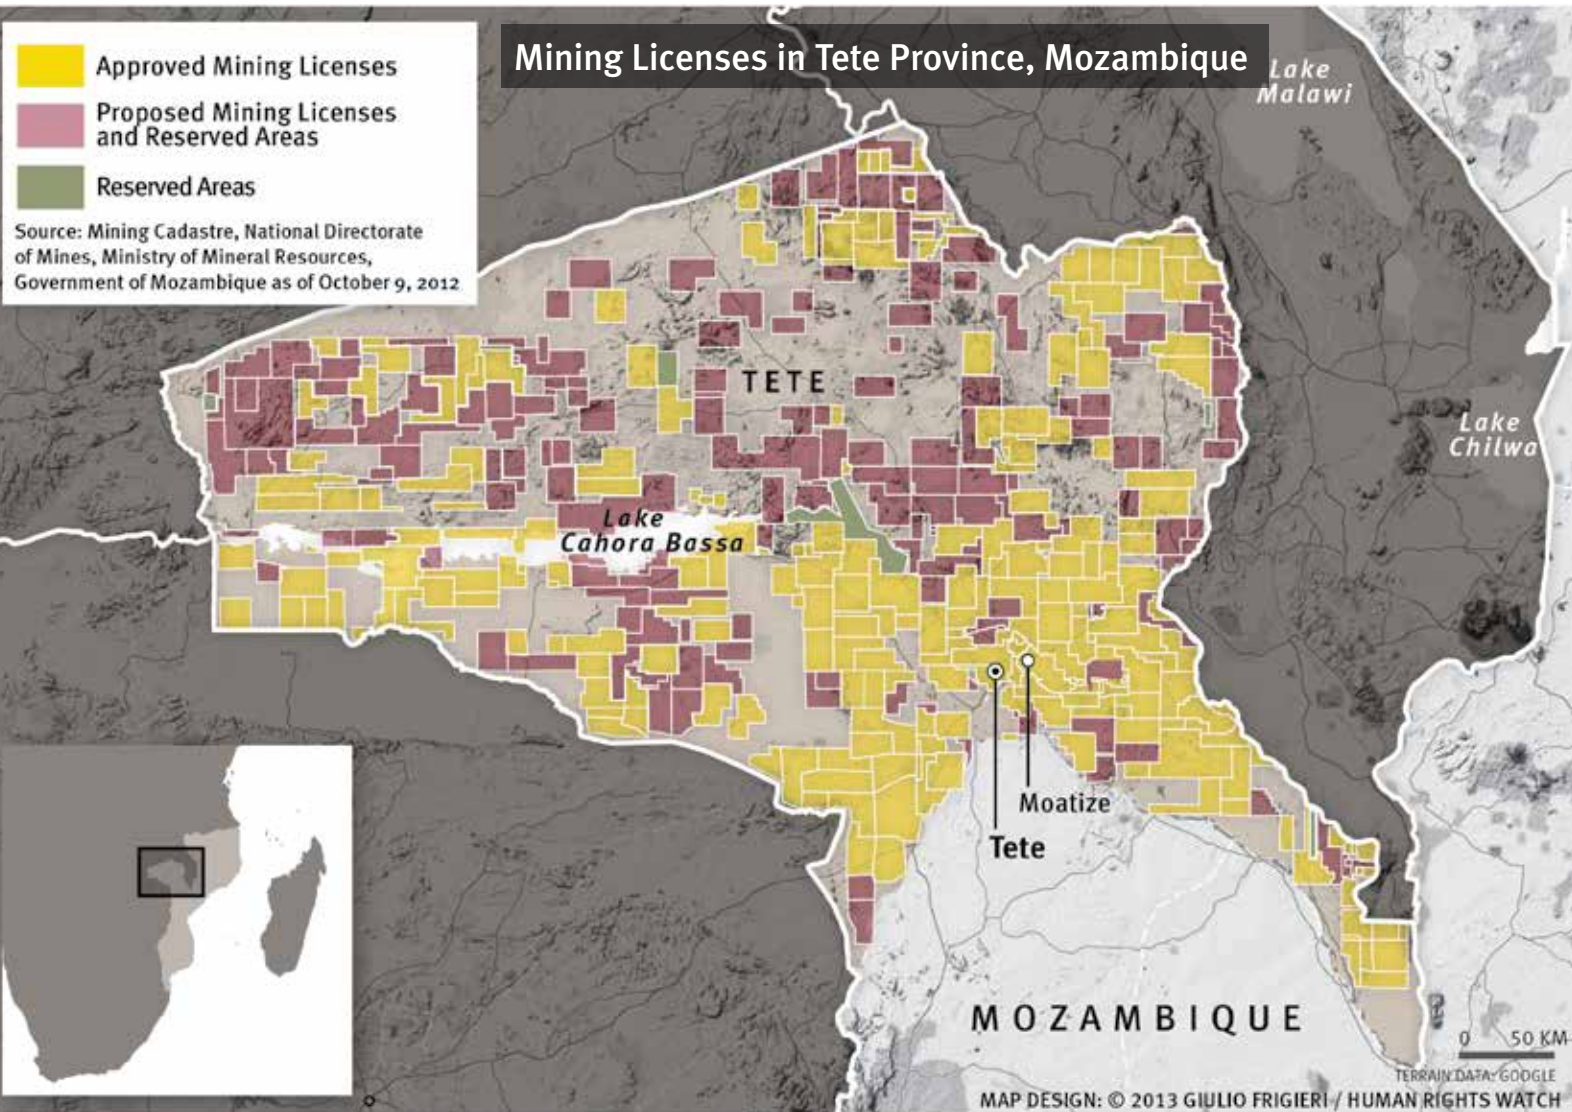 Mining Licenses in Tete Province, Mozambique
Approved Mining Licenses
Proposed Mining Licenses
and Reserved Areas
Reserved Areas
Source: Mining Cadastre, National Directorate
of Mines, Ministry of Mineral Resources,
Government of Mozambique as of October 9, 2012
Lake
Malawi
TETE
Lake
Chilwa
Lake
Cahora Bassa
Moatize
Tete
MOZAMBIQUE
0 50 KM
TERRAIN DATA: GOOGLE
MAP DESIGN: © 2013 GIULIO FRIGIERI / HUMAN RIGHTS WATCH